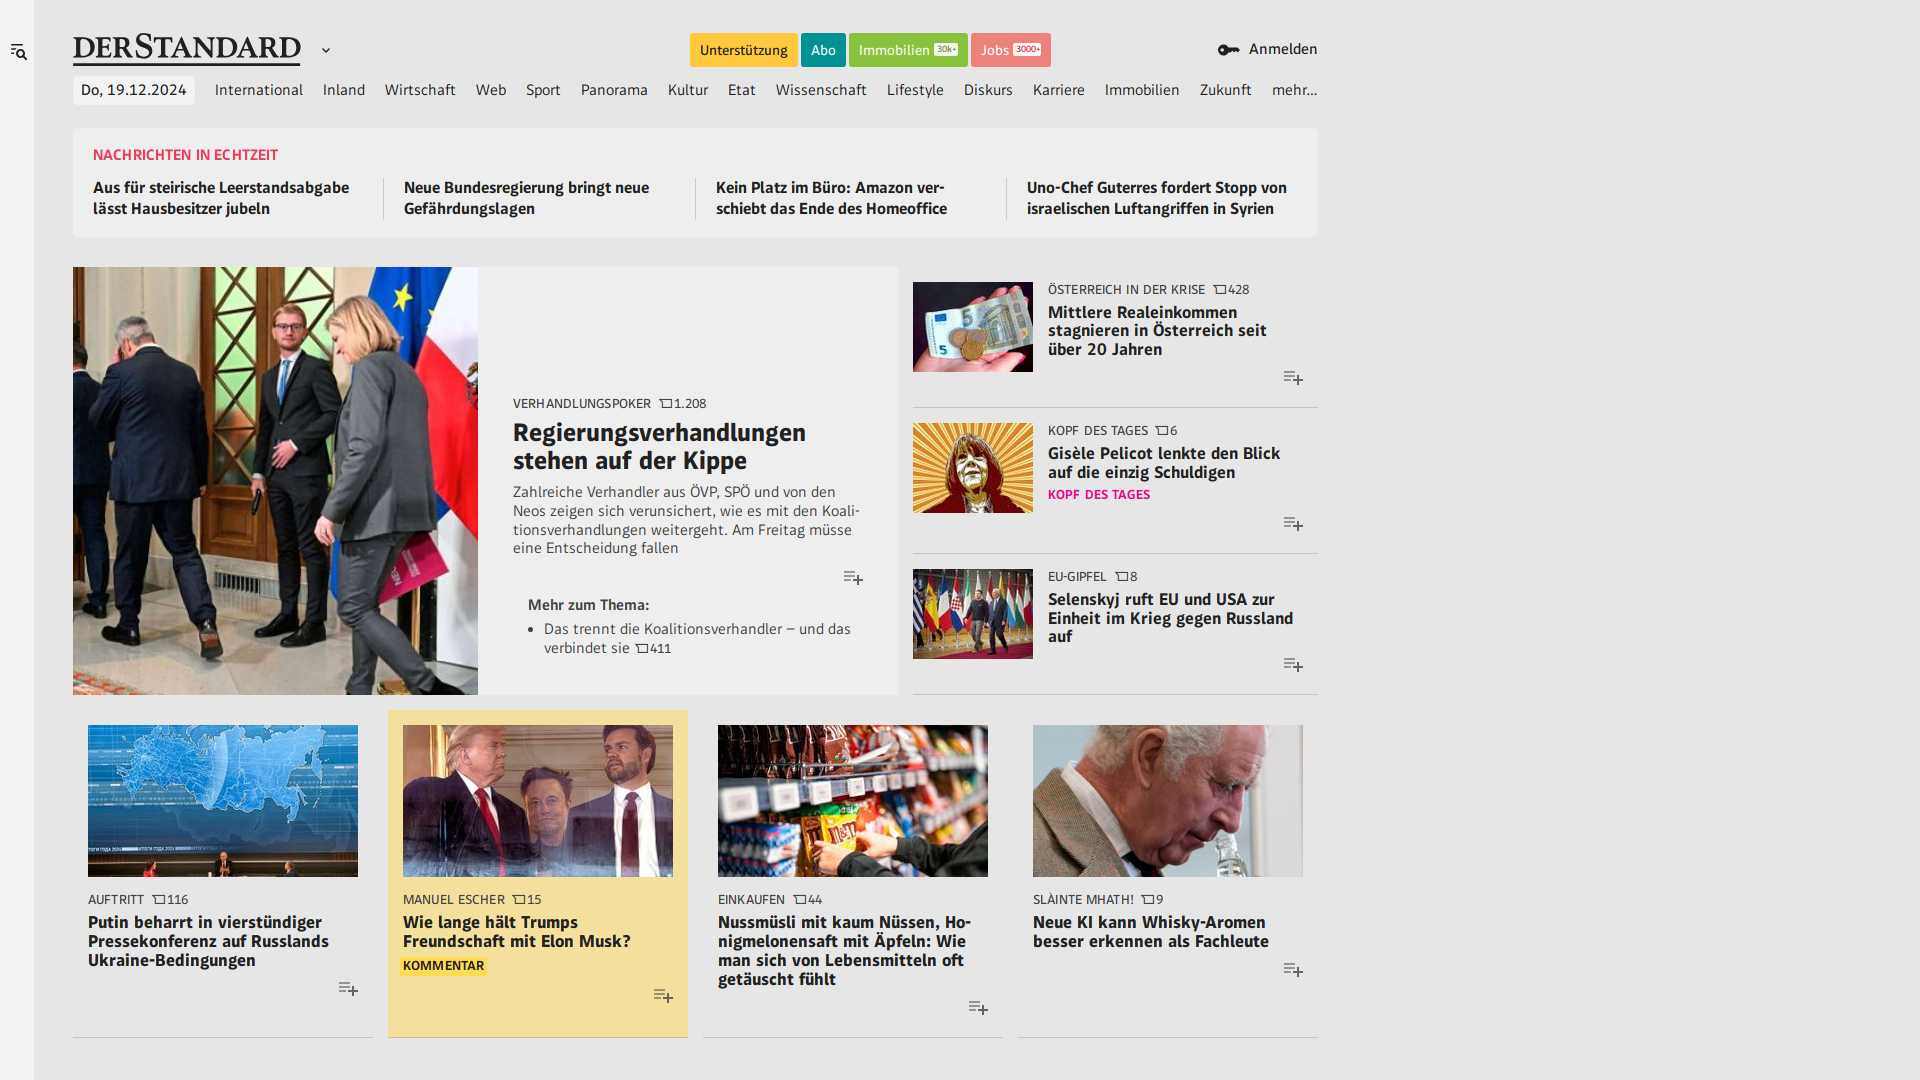 DERSTANDARD
Unterstützung
Abo
Immobilien 30k+
Jobs 3000+
Anmelden
Do, 19.12.2024
International
Inland
Wirtschaft
Web
Sport
Panorama
Kultur
Etat
Wissenschaft
Lifestyle
Diskurs
Karriere
Immobilien
Zukunft
mehr...
NACHRICHTEN IN ECHTZEIT
Aus für steirische Leerstandsabgabe
lässt Hausbesitzer jubeln
Neue Bundesregierung bringt neue
Gefährdungslagen
Kein Platz im Büro: Amazon ver-
schiebt das Ende des Homeoffice
Uno-Chef Guterres fordert Stopp von
israelischen Luftangriffen in Syrien
VERHANDLUNGSPOKER 1.208
Regierungsverhandlungen
stehen auf der Kippe
Zahlreiche Verhandler aus ÖVP, SPÖ und von den
Neos zeigen sich verunsichert, wie es mit den Koali-
tionsverhandlungen weitergeht. Am Freitag müsse
eine Entscheidung fallen
Mehr zum Thema:
• Das trennt die Koalitionsverhandler – und das
verbindet sie 411
ÖSTERREICH IN DER KRISE 428
Mittlere Realeinkommen
stagnieren in Österreich seit
über 20 Jahren
KOPF DES TAGES 6
Gisèle Pelicot lenkte den Blick
auf die einzig Schuldigen
KOPF DES TAGES
EU-GIPFEL 8
Selenskyj ruft EU und USA zur
Einheit im Krieg gegen Russland
auf
AUFTRITT 116
Putin beharrt in vierstündiger
Pressekonferenz auf Russlands
Ukraine-Bedingungen
MANUEL ESCHER 15
Wie lange hält Trumps
Freundschaft mit Elon Musk?
KOMMENTAR
EINKAUFEN 44
Nussmüsli mit kaum Nüssen, Ho-
nigmelonensaft mit Äpfeln: Wie
man sich von Lebensmitteln oft
getäuscht fühlt
SLÀINTE MHATH! 9
Neue KI kann Whisky-Aromen
besser erkennen als Fachleute